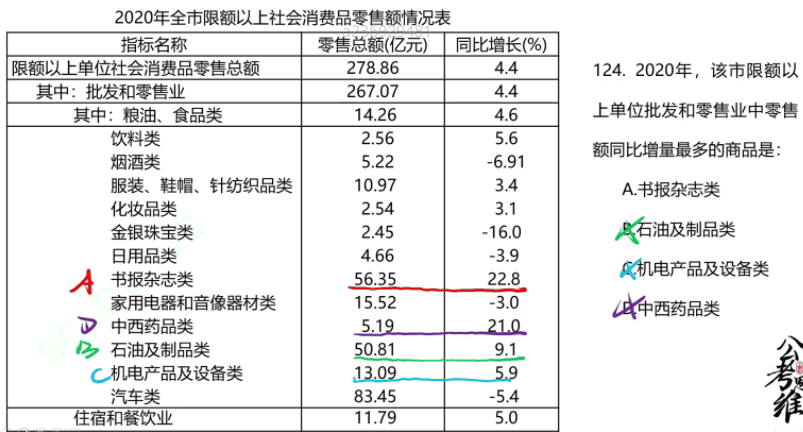 2020年全市限额以上社会消费品零售额情况表
指标名称 零售总额(亿元) 同比增长(%)
限额以上单位社会消费品零售总额 278.86 4.4
其中：批发和零售业 267.07 4.4
其中：粮油、食品类 14.26 4.6
饮料类 2.56 5.6
烟酒类 5.22 -6.91
服装、鞋帽、针纺织品类 10.97 3.4
化妆品类 2.54 3.1
金银珠宝类 2.45 -16.0
日用品类 4.66 -3.9
A 书报杂志类 56.35 22.8
家用电器和音像器材类 15.52 -3.0
D 中西药品类 5.19 21.0
B 石油及制品类 50.81 9.1
C 机电产品及设备类 13.09 5.9
汽车类 83.45 -5.4
住宿和餐饮业 11.79 5.0
124. 2020年，该市限额以
上单位批发和零售业中零售
额同比增量最多的商品是：
A.书报杂志类
B.石油及制品类
C.机电产品及设备类
D.中西药品类
公考思维